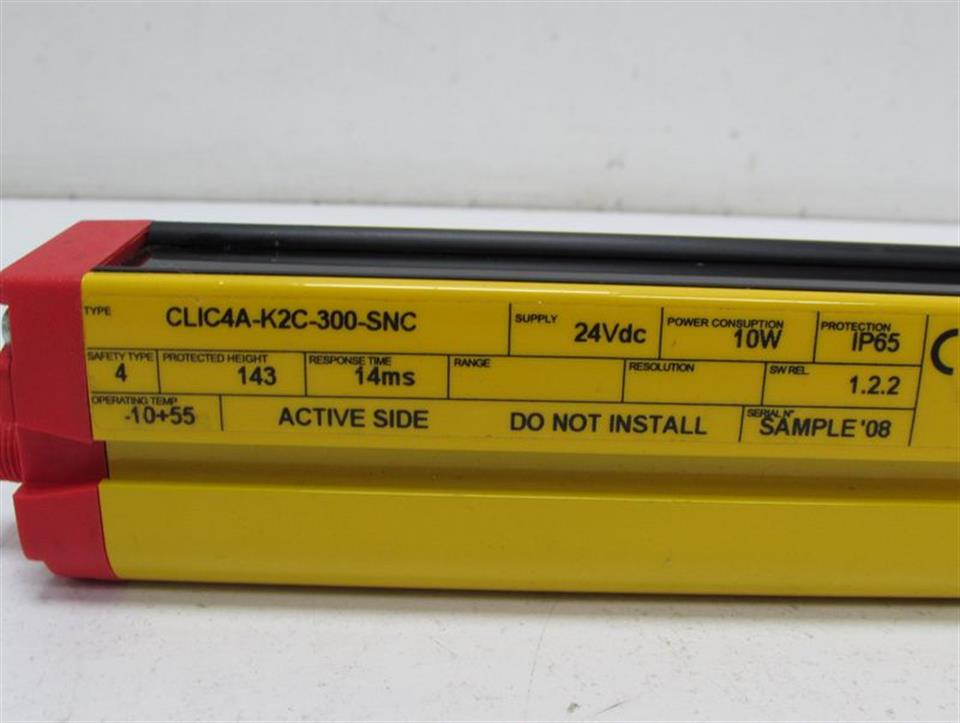 TYPE CLIC4A-K2C-300-SNC SUPPLY 24Vdc POWER CONSUPTION 10W PROTECTION IP65
SAFETY TYPE 4 PROTECTED HEIGHT 143 RESPONSE TIME 14ms RANGE RESOLUTION SW REL. 1.2.2
OPERATING TEMP -10+55 ACTIVE SIDE DO NOT INSTALL SERIAL N° SAMPLE '08